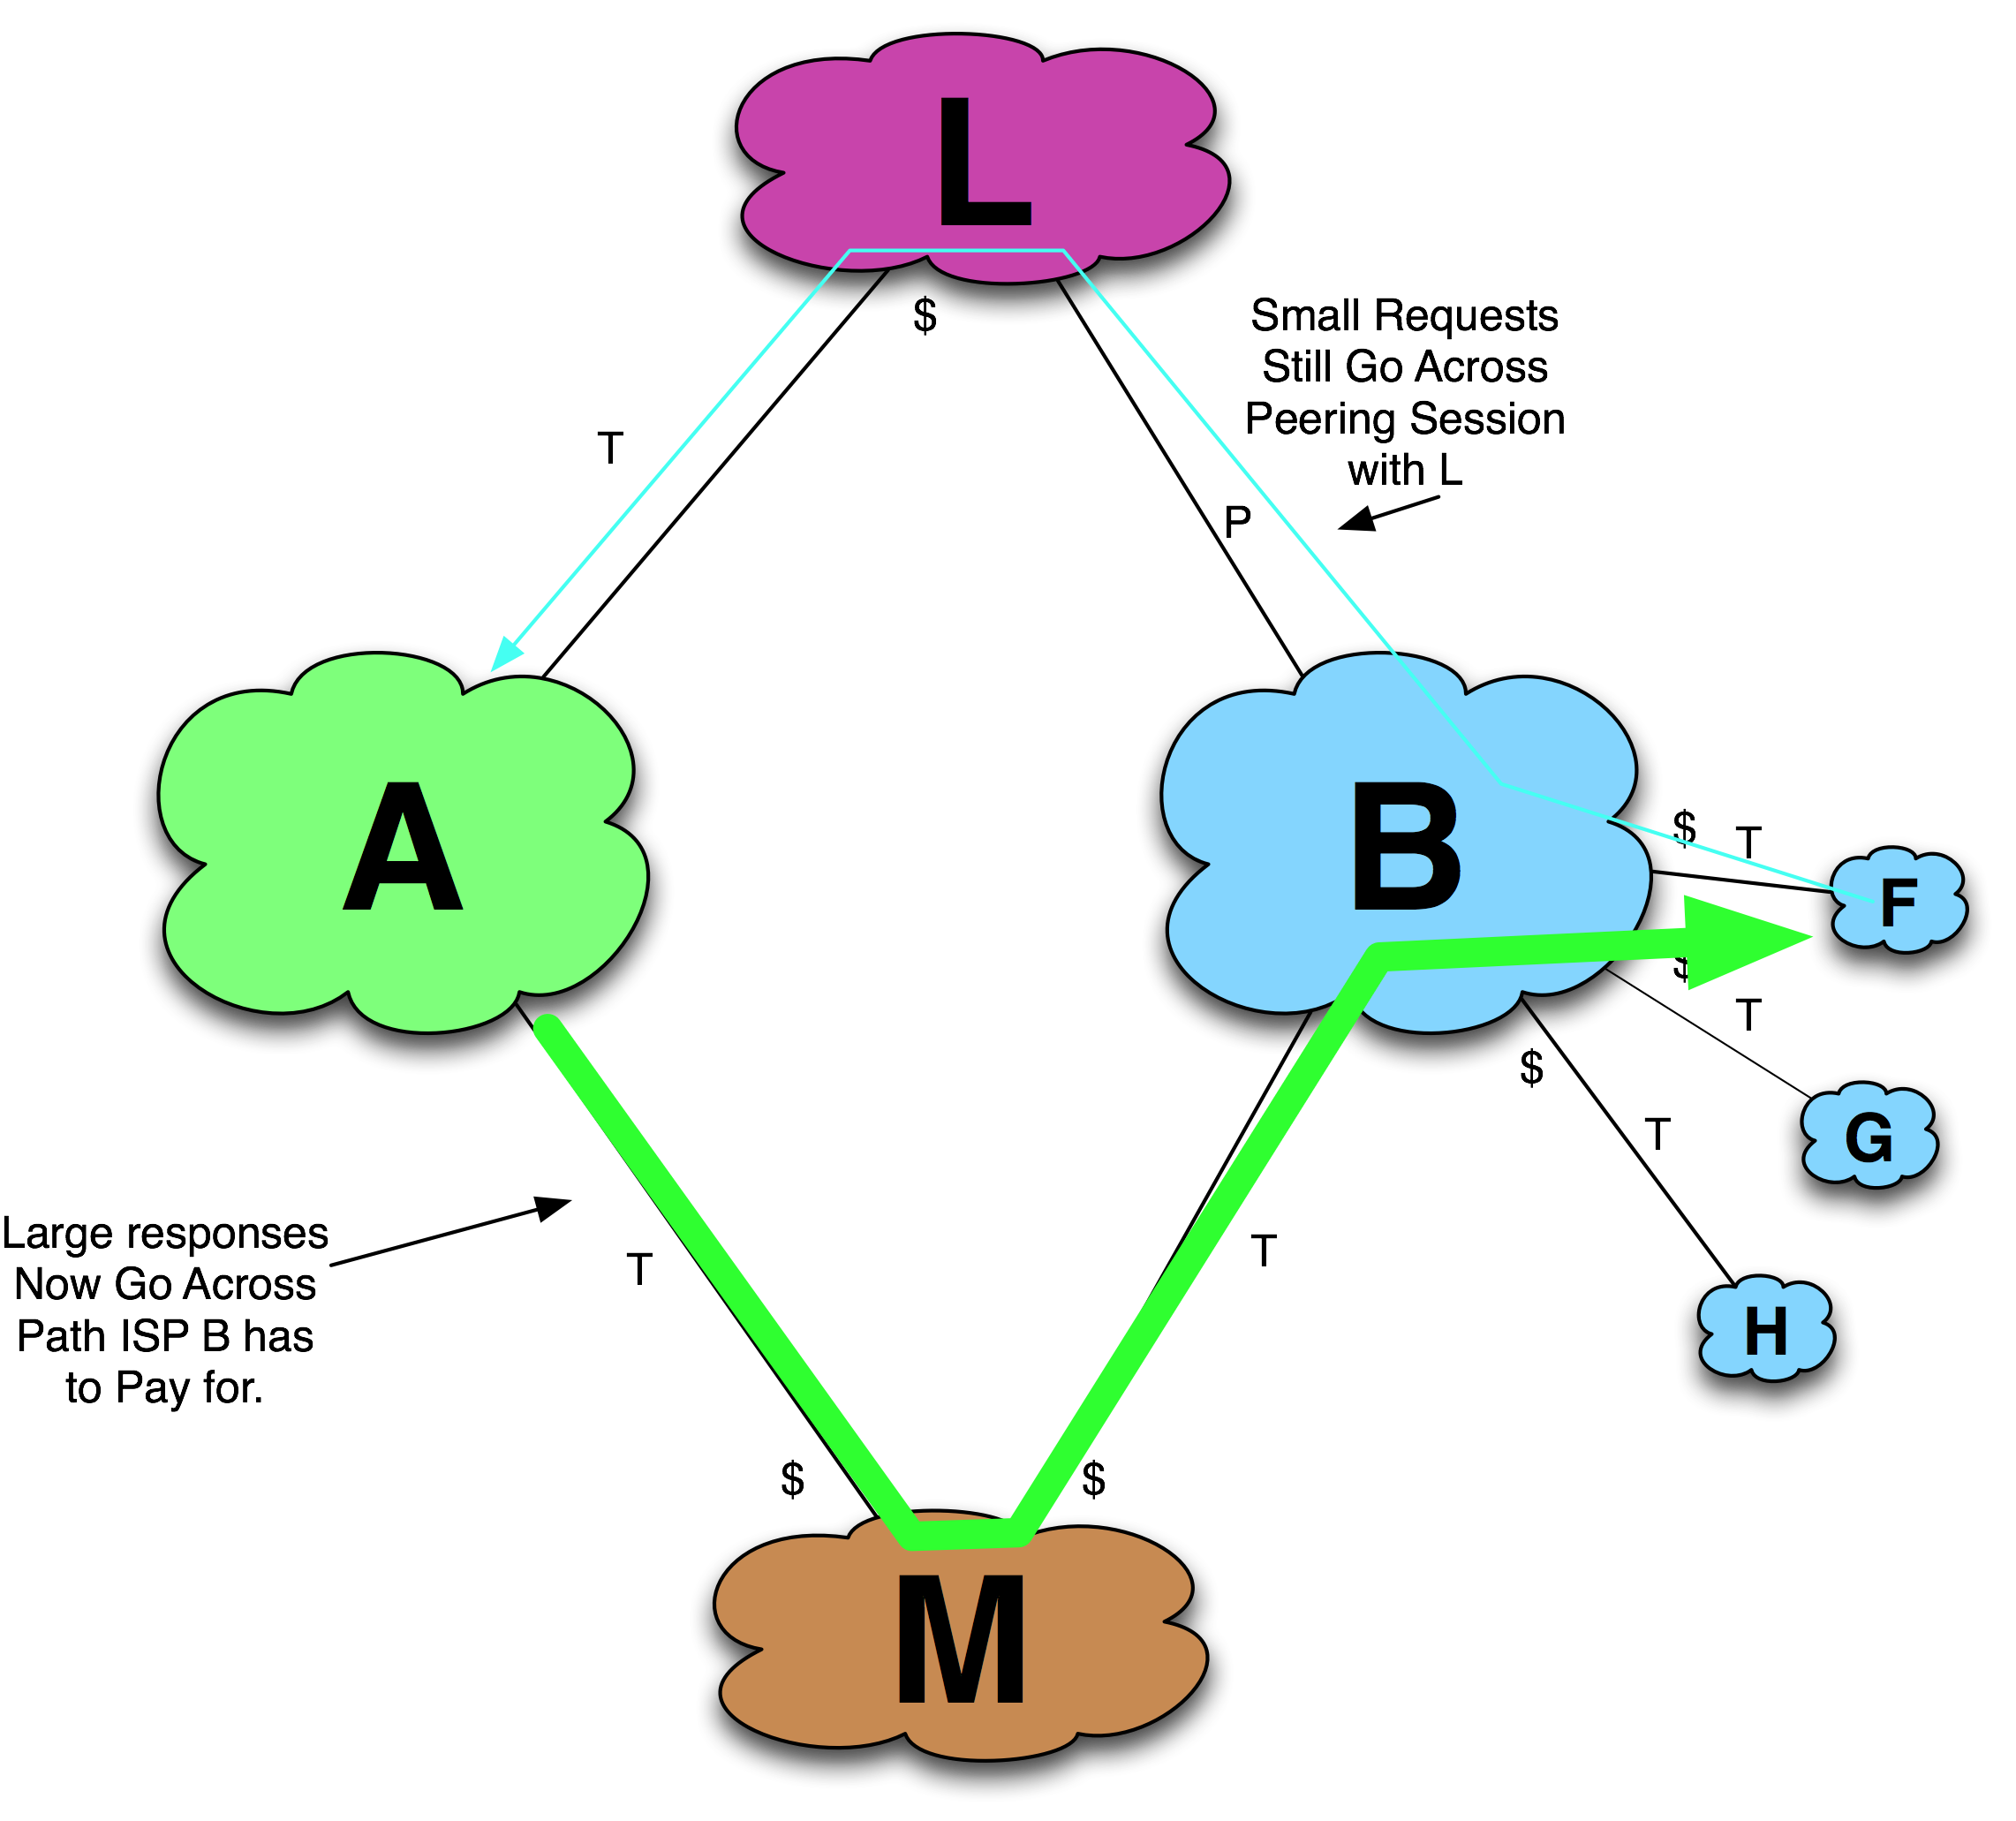 L
$
Small Requests
Still Go Across
Peering Session
with L
T
P
A
B
$
T
F
$
T
$
G
T
Large responses
Now Go Across
Path ISP B has
to Pay for.
T
T
H
$
$
M